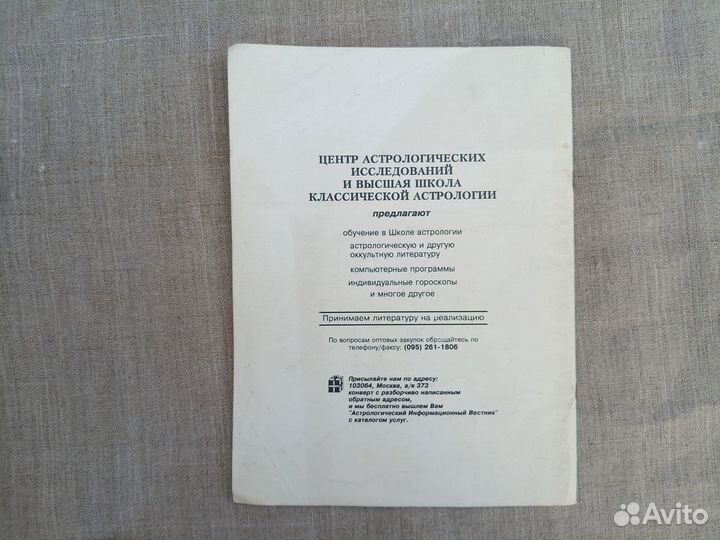 ЦЕНТР АСТРОЛОГИЧЕСКИХ
ИССЛЕДОВАНИЙ
И ВЫСШАЯ ШКОЛА
КЛАССИЧЕСКОЙ АСТРОЛОГИИ
предлагают
обучение в Школе астрологии
астрологическую и другую
оккультную литературу
компьютерные программы
индивидуальные гороскопы
и многое другое
Принимаем литературу на реализацию
По вопросам оптовых закупок обращайтесь по
телефону/факсу: (095) 261-1806
Присылайте нам по адресу:
103064, Москва, а/я 373
конверт с разборчиво написанным
обратным адресом,
и мы бесплатно вышлем Вам
"Астрологический Информационный Вестник"
с каталогом услуг.
Avito